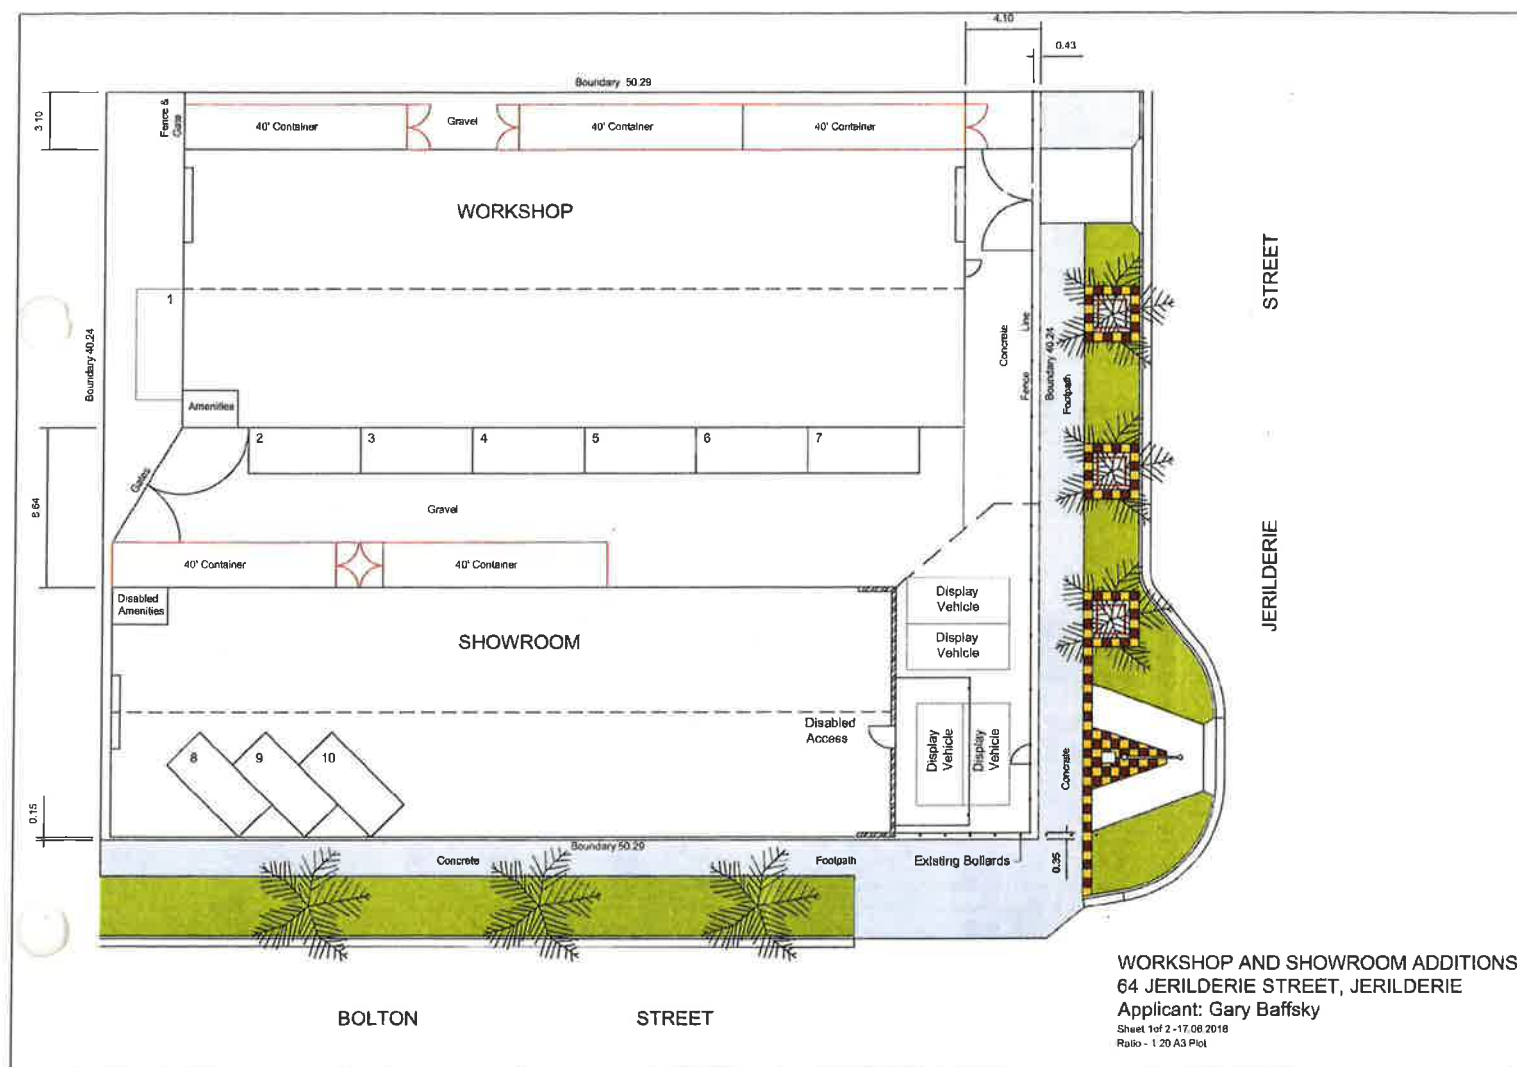 4.10
0.43
Boundary 50.29
3.10
Fence &
Gate
40' Container
Gravel
40' Container
40' Container
WORKSHOP
STREET
1
Boundary 40.24
Concrete
Fence Line
Boundary 40.24
Footpath
Amenities
2
3
4
5
6
7
Gates
8.64
Gravel
40' Container
40' Container
JERILDERIE
Disabled
Amenities
SHOWROOM
Display
Vehicle
Display
Vehicle
Disabled
Access
Display
Vehicle
Display
Vehicle
8
9
10
Concrete
0.15
Boundary 50.29
Concrete
Footpath
Existing Bollards
0.35
WORKSHOP AND SHOWROOM ADDITIONS
64 JERILDERIE STREET, JERILDERIE
Applicant: Gary Baffsky
Sheet 1of 2 -17.06.2018
Ratio - 1:20 A3 Plot
BOLTON STREET